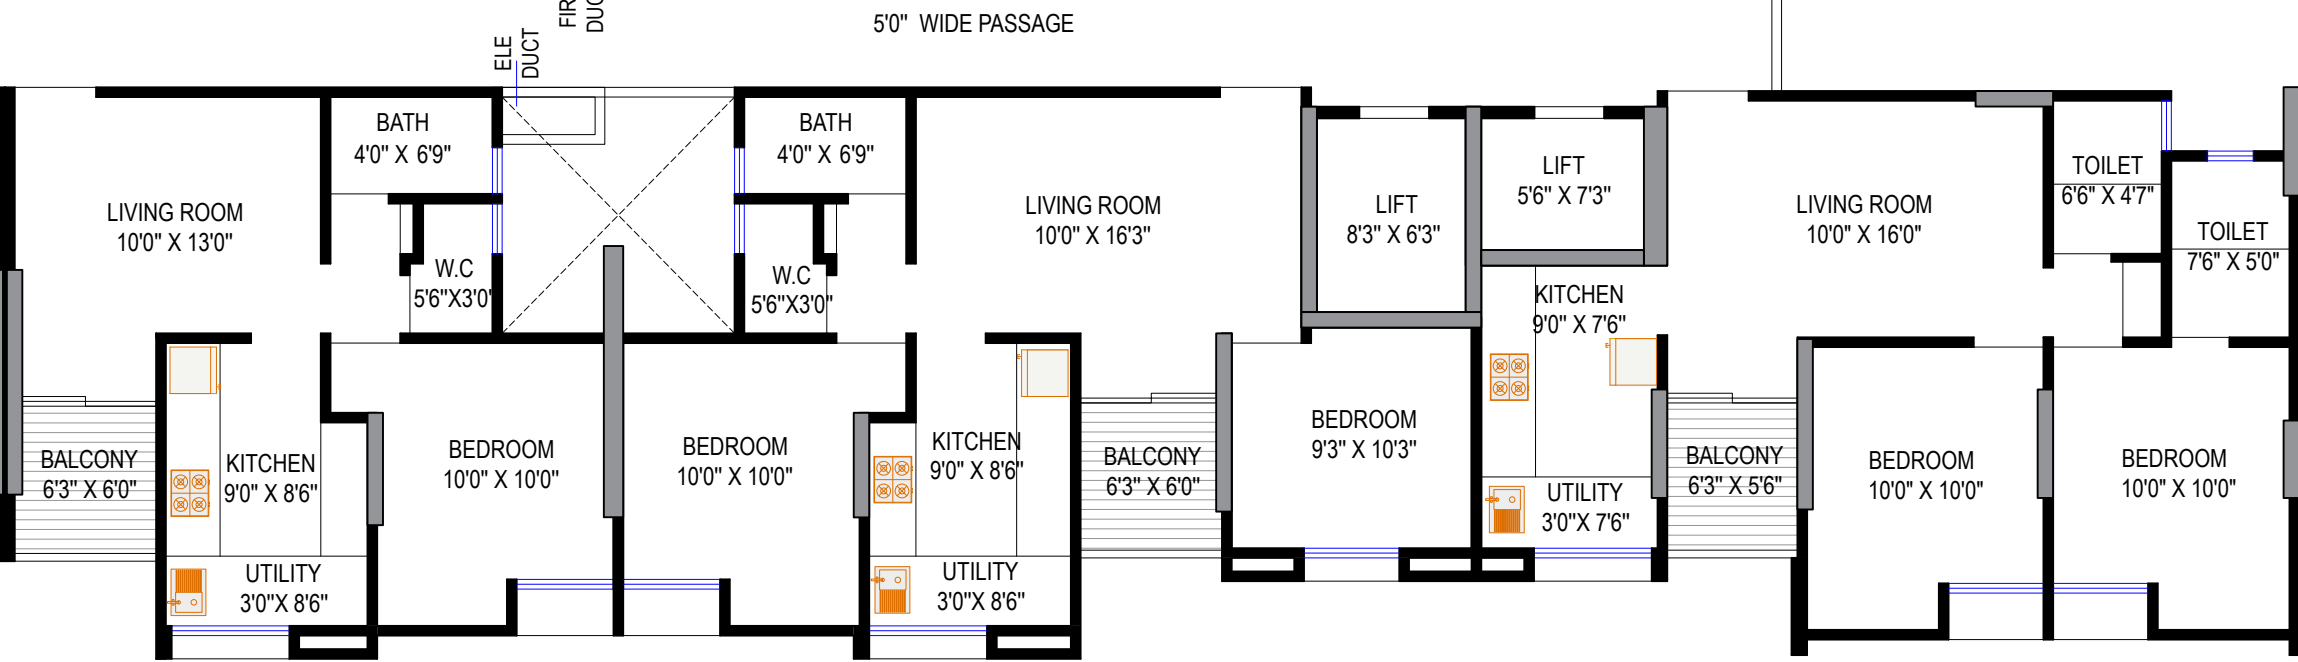 5'0" WIDE PASSAGE
ELE
DUCT
BATH
4'0" X 6'9"
BATH
4'0" X 6'9"
LIVING ROOM
10'0" X 13'0"
W.C
5'6"X3'0"
W.C
5'6"X3'0"
LIVING ROOM
10'0" X 16'3"
LIFT
8'3" X 6'3"
LIFT
5'6" X 7'3"
LIVING ROOM
10'0" X 16'0"
TOILET
6'6" X 4'7"
TOILET
7'6" X 5'0"
KITCHEN
9'0" X 7'6"
BALCONY
6'3" X 6'0"
KITCHEN
9'0" X 8'6"
BEDROOM
10'0" X 10'0"
BEDROOM
10'0" X 10'0"
KITCHEN
9'0" X 8'6"
BALCONY
6'3" X 6'0"
BEDROOM
9'3" X 10'3"
UTILITY
3'0"X 7'6"
BALCONY
6'3" X 5'6"
BEDROOM
10'0" X 10'0"
BEDROOM
10'0" X 10'0"
UTILITY
3'0"X 8'6"
UTILITY
3'0"X 8'6"